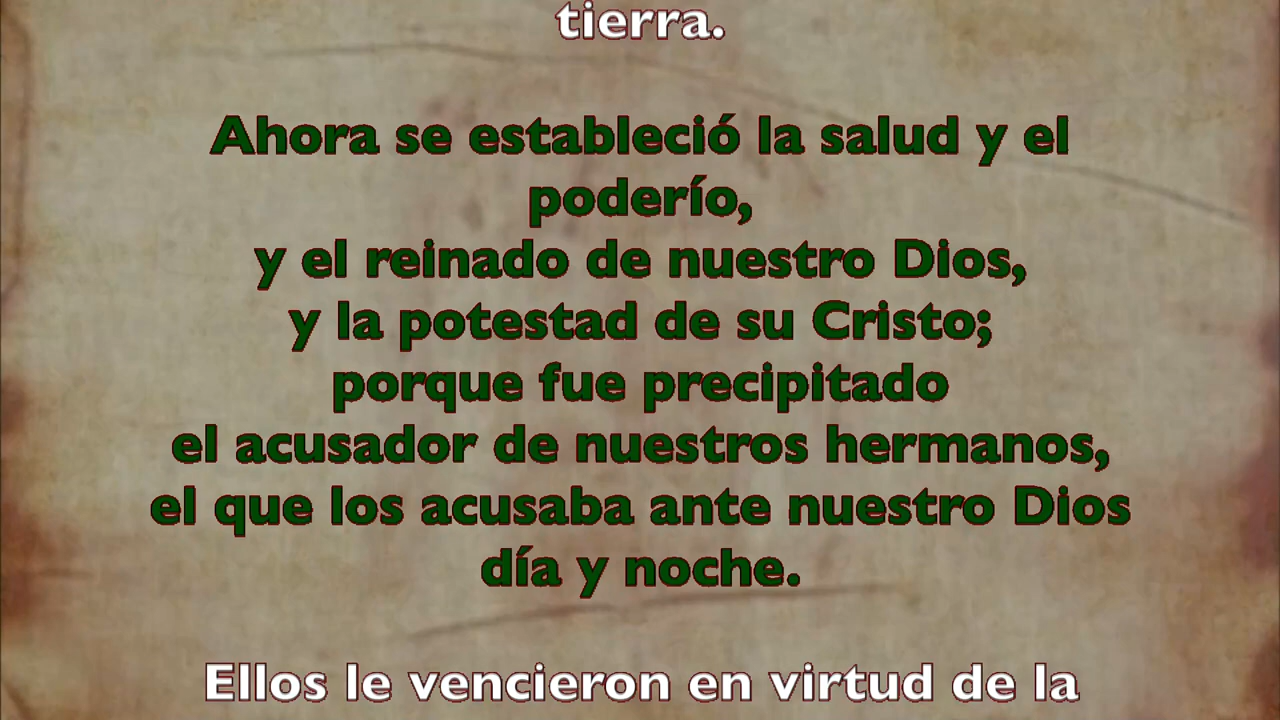 tierra.
Ahora se estableció la salud y el
poderío,
y el reinado de nuestro Dios,
y la potestad de su Cristo;
porque fue precipitado
el acusador de nuestros hermanos,
el que los acusaba ante nuestro Dios
día y noche.
Ellos le vencieron en virtud de la